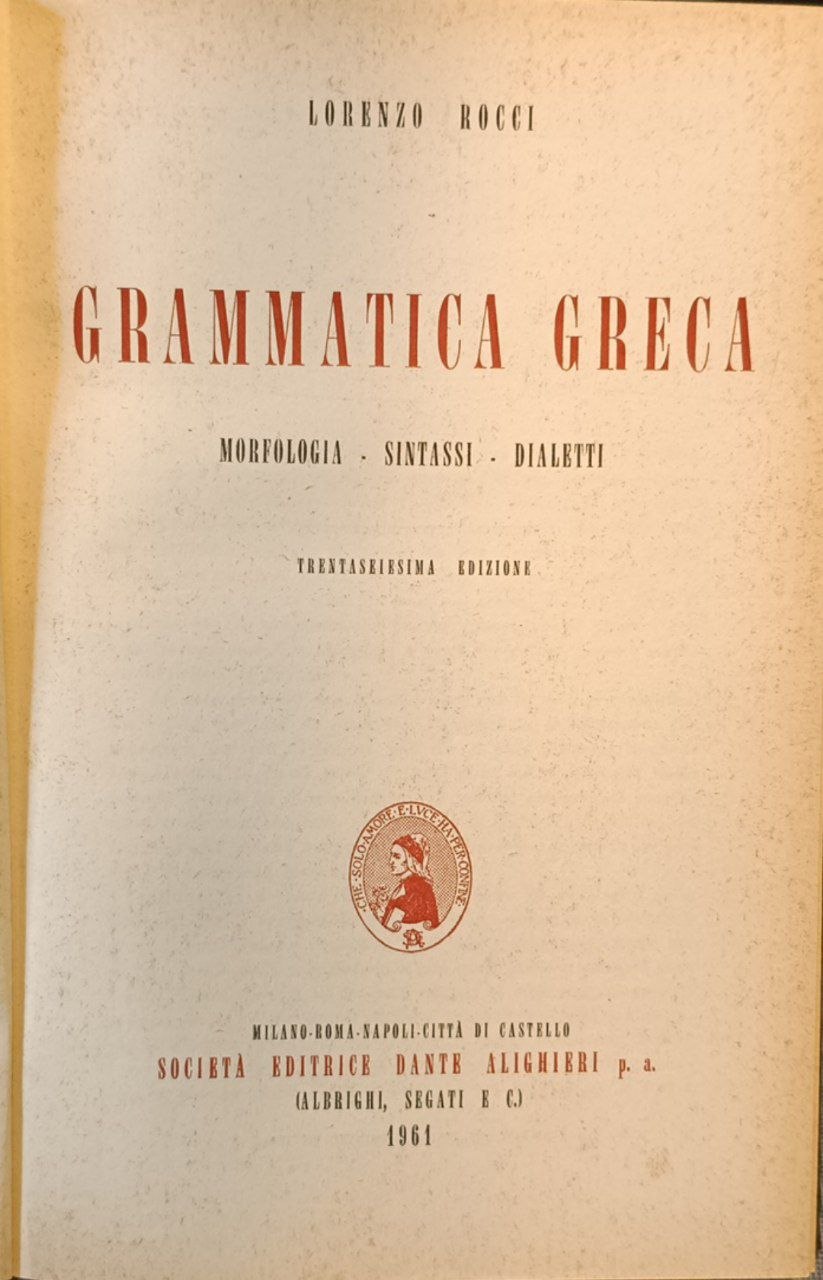 LORENZO ROCCI
GRAMMATICA GRECA
MORFOLOGIA - SINTASSI - DIALETTI
TRENTASEIESIMA EDIZIONE
·CHE·SOLO·AMORE·E·LVCE·HA·PER·CONFINE·
MILANO-ROMA-NAPOLI-CITTÀ DI CASTELLO
SOCIETÀ EDITRICE DANTE ALIGHIERI p. a.
(ALBRIGHI, SEGATI E C.)
1961